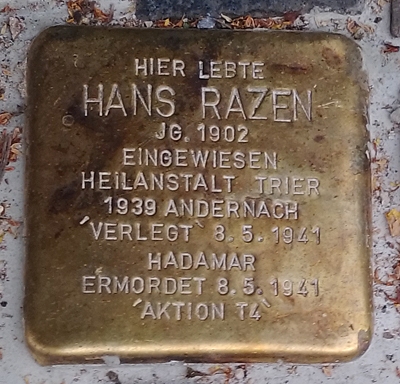 HIER LEBTE
HANS RAZEN
JG. 1902
EINGEWIESEN
HEILANSTALT TRIER
1939 ANDERNACH
'VERLEGT' 8.5.1941
HADAMAR
ERMORDET 8.5.1941
'AKTION T4'